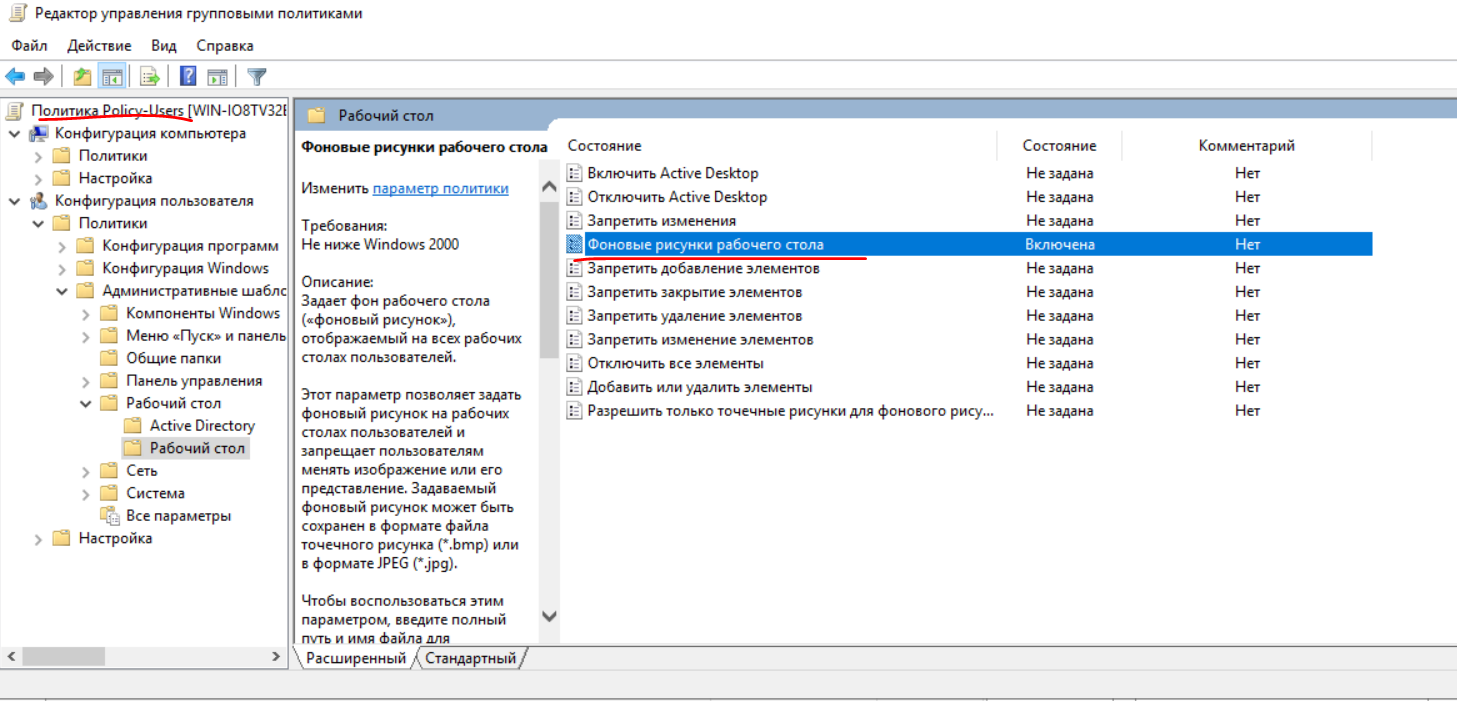 Редактор управления групповыми политиками
Файл Действие Вид Справка
Политика Policy-Users [WIN-IO8TV32E
Конфигурация компьютера
Политики
Настройка
Конфигурация пользователя
Политики
Конфигурация программ
Конфигурация Windows
Административные шабло
Компоненты Windows
Меню «Пуск» и панель
Общие папки
Панель управления
Рабочий стол
Active Directory
Рабочий стол
Сеть
Система
Все параметры
Настройка
Рабочий стол
Фоновые рисунки рабочего стола
Изменить параметр политики
Требования:
Не ниже Windows 2000
Описание:
Задает фон рабочего стола
(«фоновый рисунок»),
отображаемый на всех рабочих
столах пользователей.
Этот параметр позволяет задать
фоновый рисунок на рабочих
столах пользователей и
запрещает пользователям
менять изображение или его
представление. Задаваемый
фоновый рисунок может быть
сохранен в формате файла
точечного рисунка (*.bmp) или
в формате JPEG (*.jpg).
Чтобы воспользоваться этим
параметром, введите полный
путь и имя файла для
Состояние Состояние Комментарий
Включить Active Desktop Не задана Нет
Отключить Active Desktop Не задана Нет
Запретить изменения Не задана Нет
Фоновые рисунки рабочего стола Включена Нет
Запретить добавление элементов Не задана Нет
Запретить закрытие элементов Не задана Нет
Запретить удаление элементов Не задана Нет
Запретить изменение элементов Не задана Нет
Отключить все элементы Не задана Нет
Добавить или удалить элементы Не задана Нет
Разрешить только точечные рисунки для фонового рису... Не задана Нет
Расширенный Стандартный